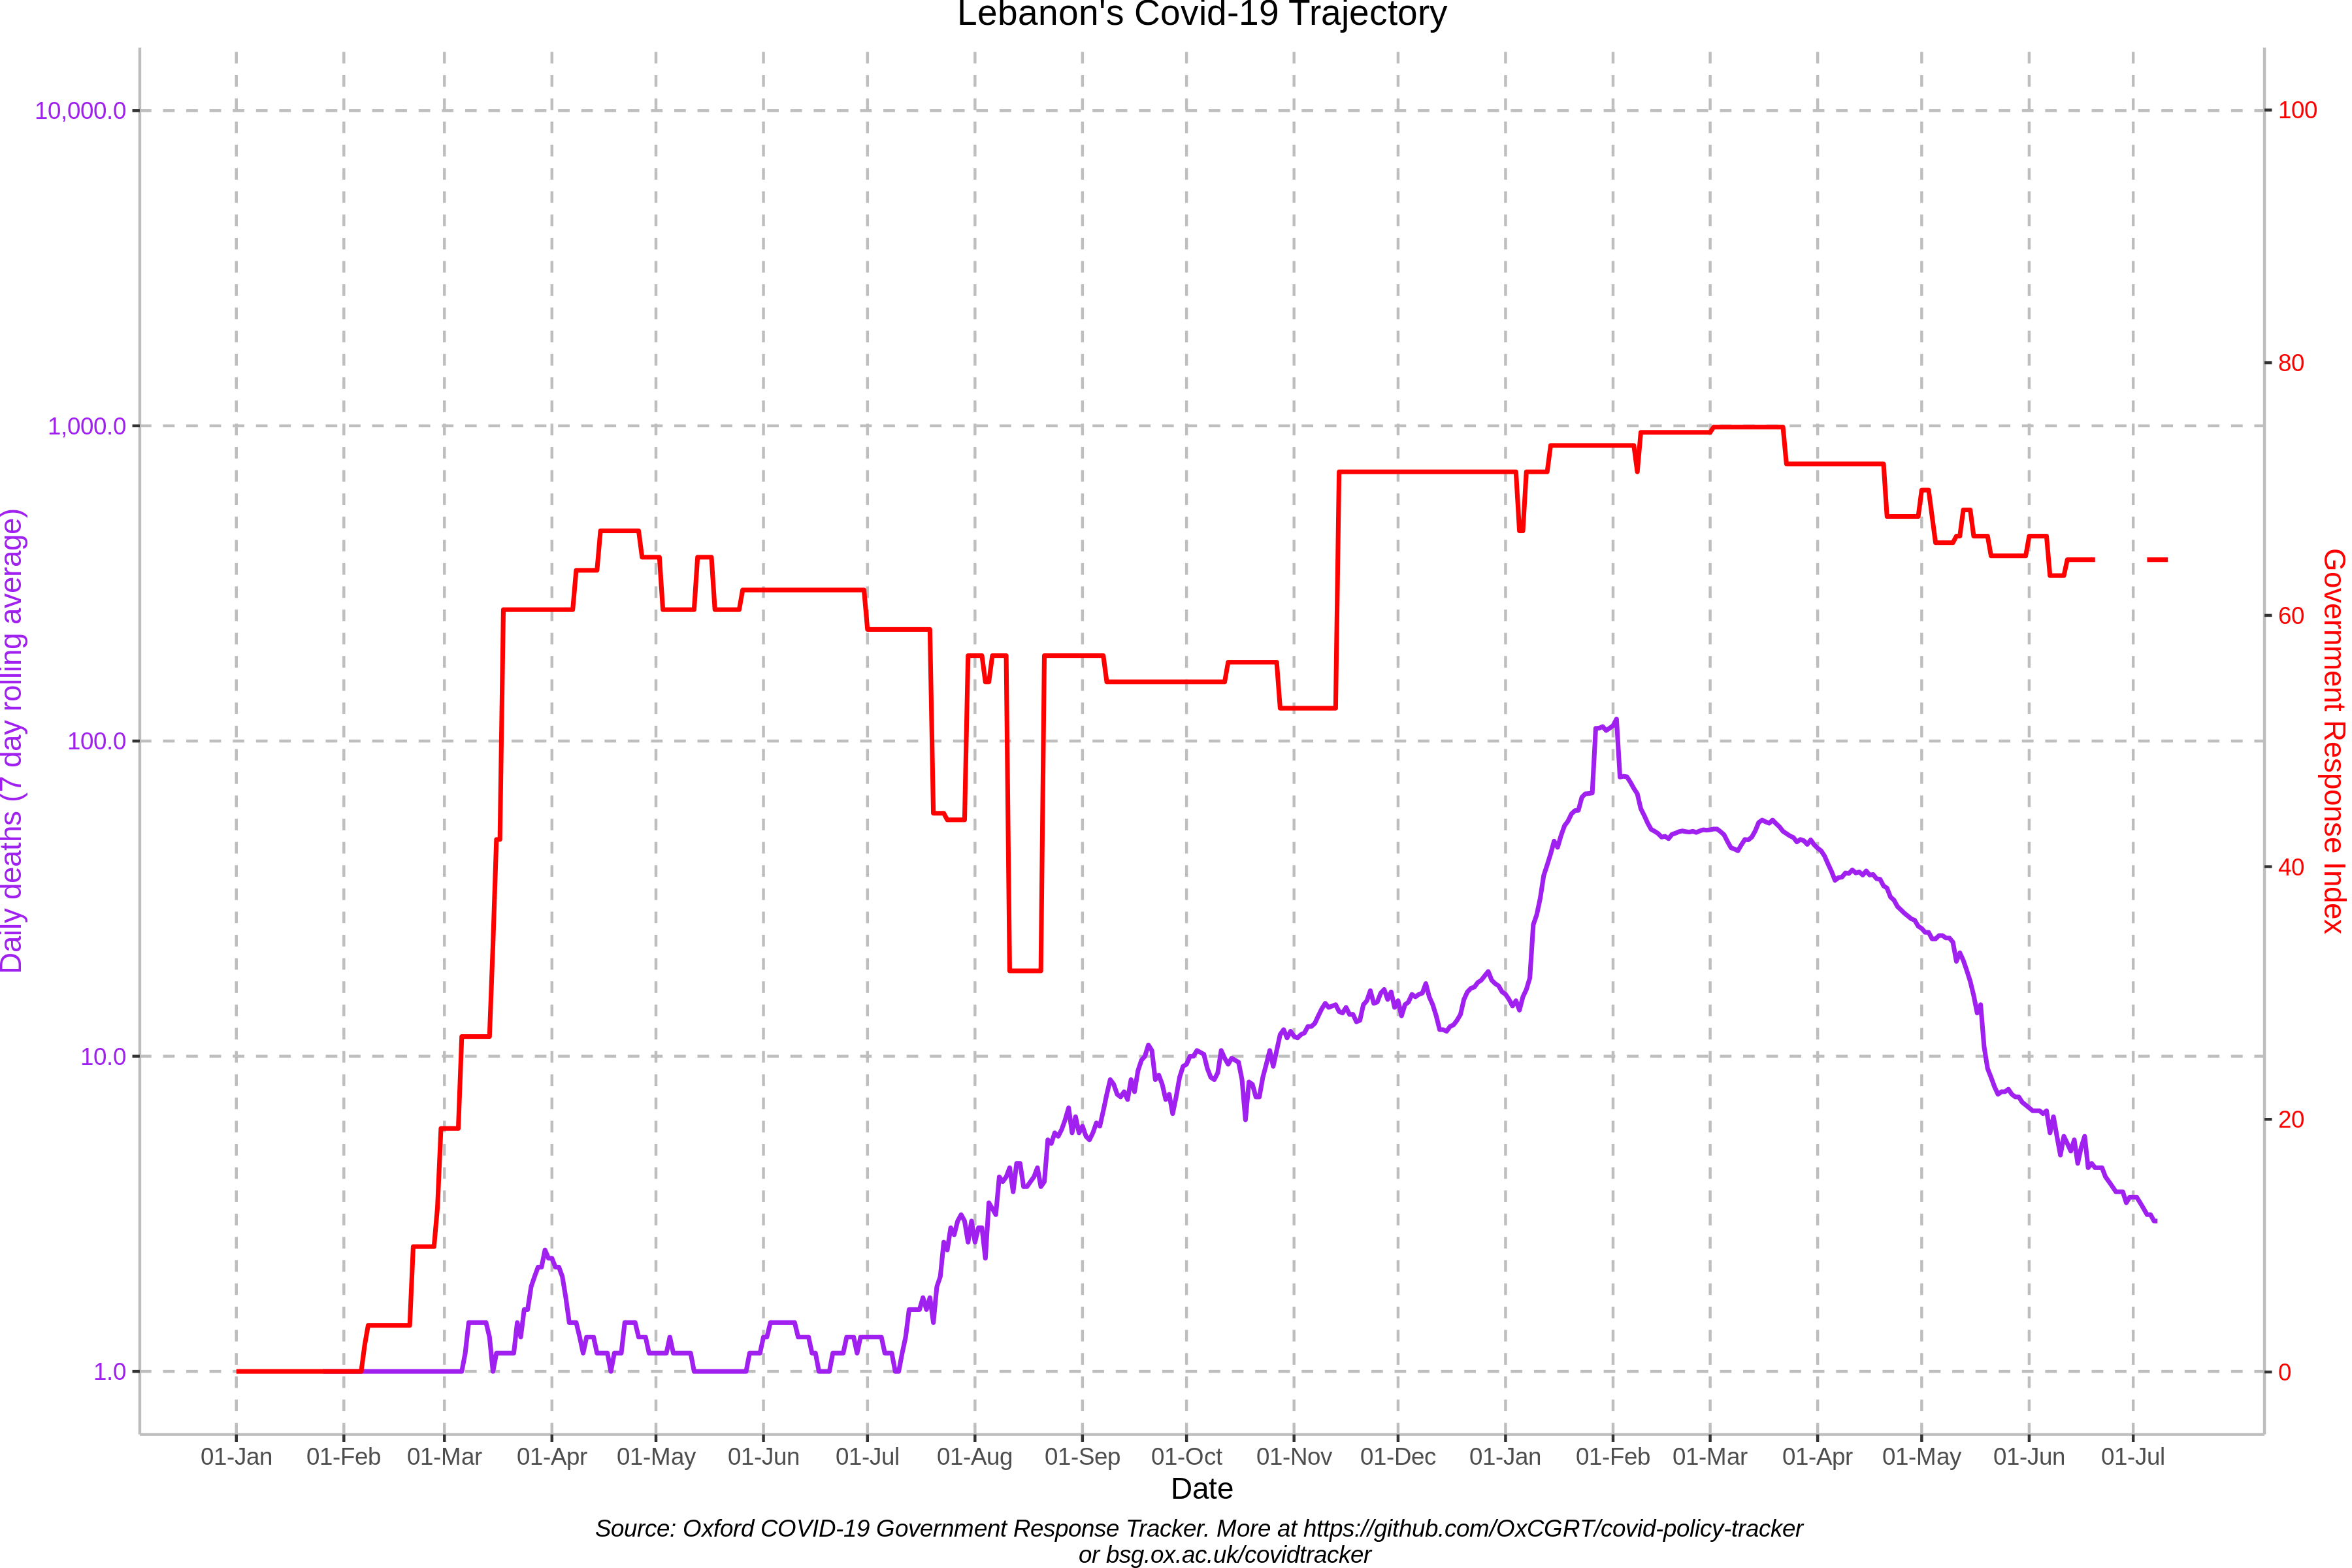 Lebanon's Covid-19 Trajectory
Daily deaths (7 day rolling average)
10,000.0
1,000.0
100.0
10.0
1.0
100
80
60
40
20
0
Government Response Index
01-Jan 01-Feb 01-Mar 01-Apr 01-May 01-Jun 01-Jul 01-Aug 01-Sep 01-Oct 01-Nov 01-Dec 01-Jan 01-Feb 01-Mar 01-Apr 01-May 01-Jun 01-Jul
Date
Source: Oxford COVID-19 Government Response Tracker. More at https://github.com/OxCGRT/covid-policy-tracker
or bsg.ox.ac.uk/covidtracker